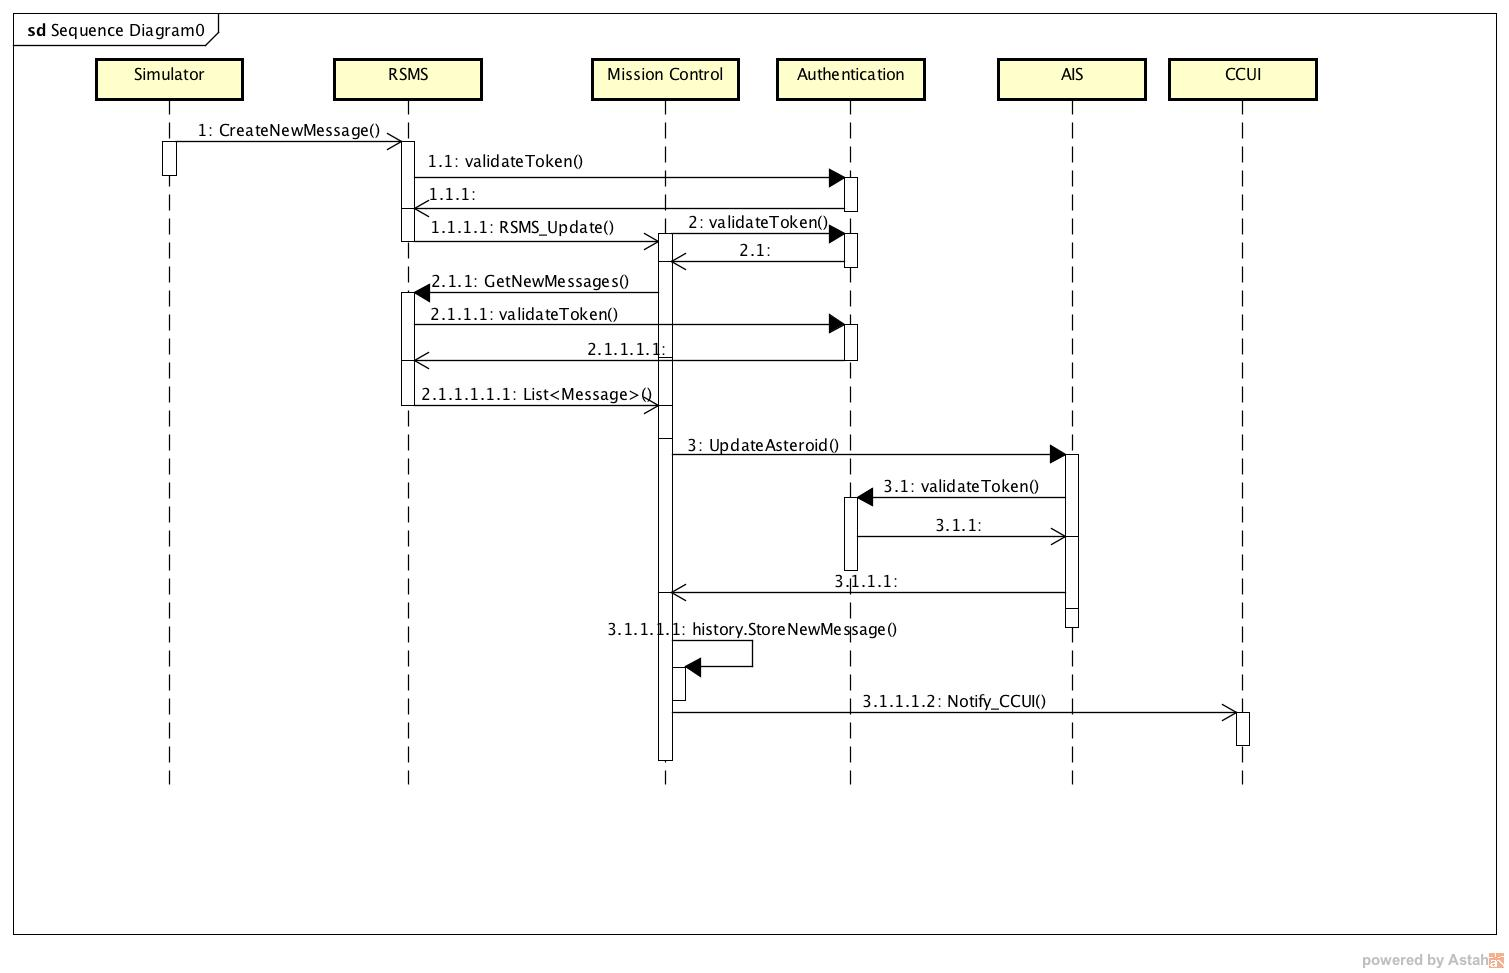 sd Sequence Diagram0
Simulator
RSMS
Mission Control
Authentication
AIS
CCUI
1: CreateNewMessage()
1.1: validateToken()
1.1.1:
1.1.1.1: RSMS_Update()
2: validateToken()
2.1:
2.1.1: GetNewMessages()
2.1.1.1: validateToken()
2.1.1.1.1:
2.1.1.1.1.1: List<Message>()
3: UpdateAsteroid()
3.1: validateToken()
3.1.1:
3.1.1.1:
3.1.1.1.1: history.StoreNewMessage()
3.1.1.1.2: Notify_CCUI()
powered by Astah